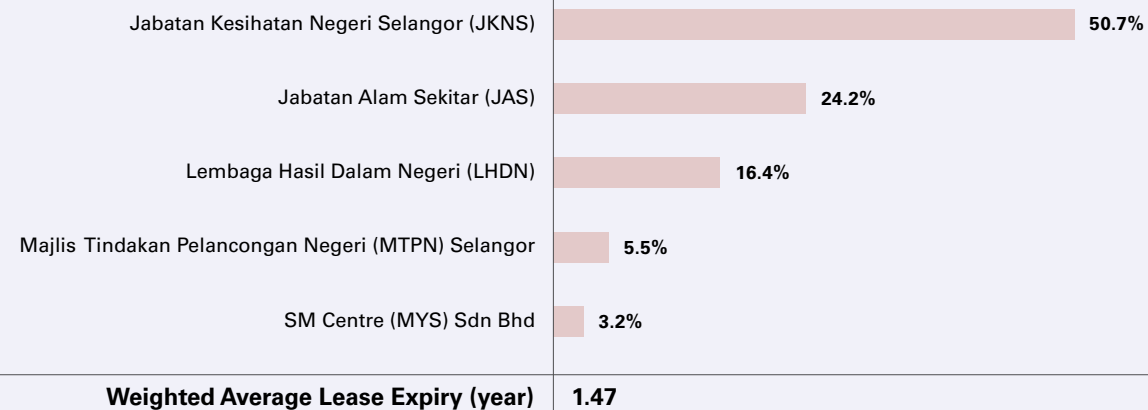 Jabatan Kesihatan Negeri Selangor (JKNS) 50.7%
Jabatan Alam Sekitar (JAS) 24.2%
Lembaga Hasil Dalam Negeri (LHDN) 16.4%
Majlis Tindakan Pelancongan Negeri (MTPN) Selangor 5.5%
SM Centre (MYS) Sdn Bhd 3.2%
Weighted Average Lease Expiry (year) 1.47